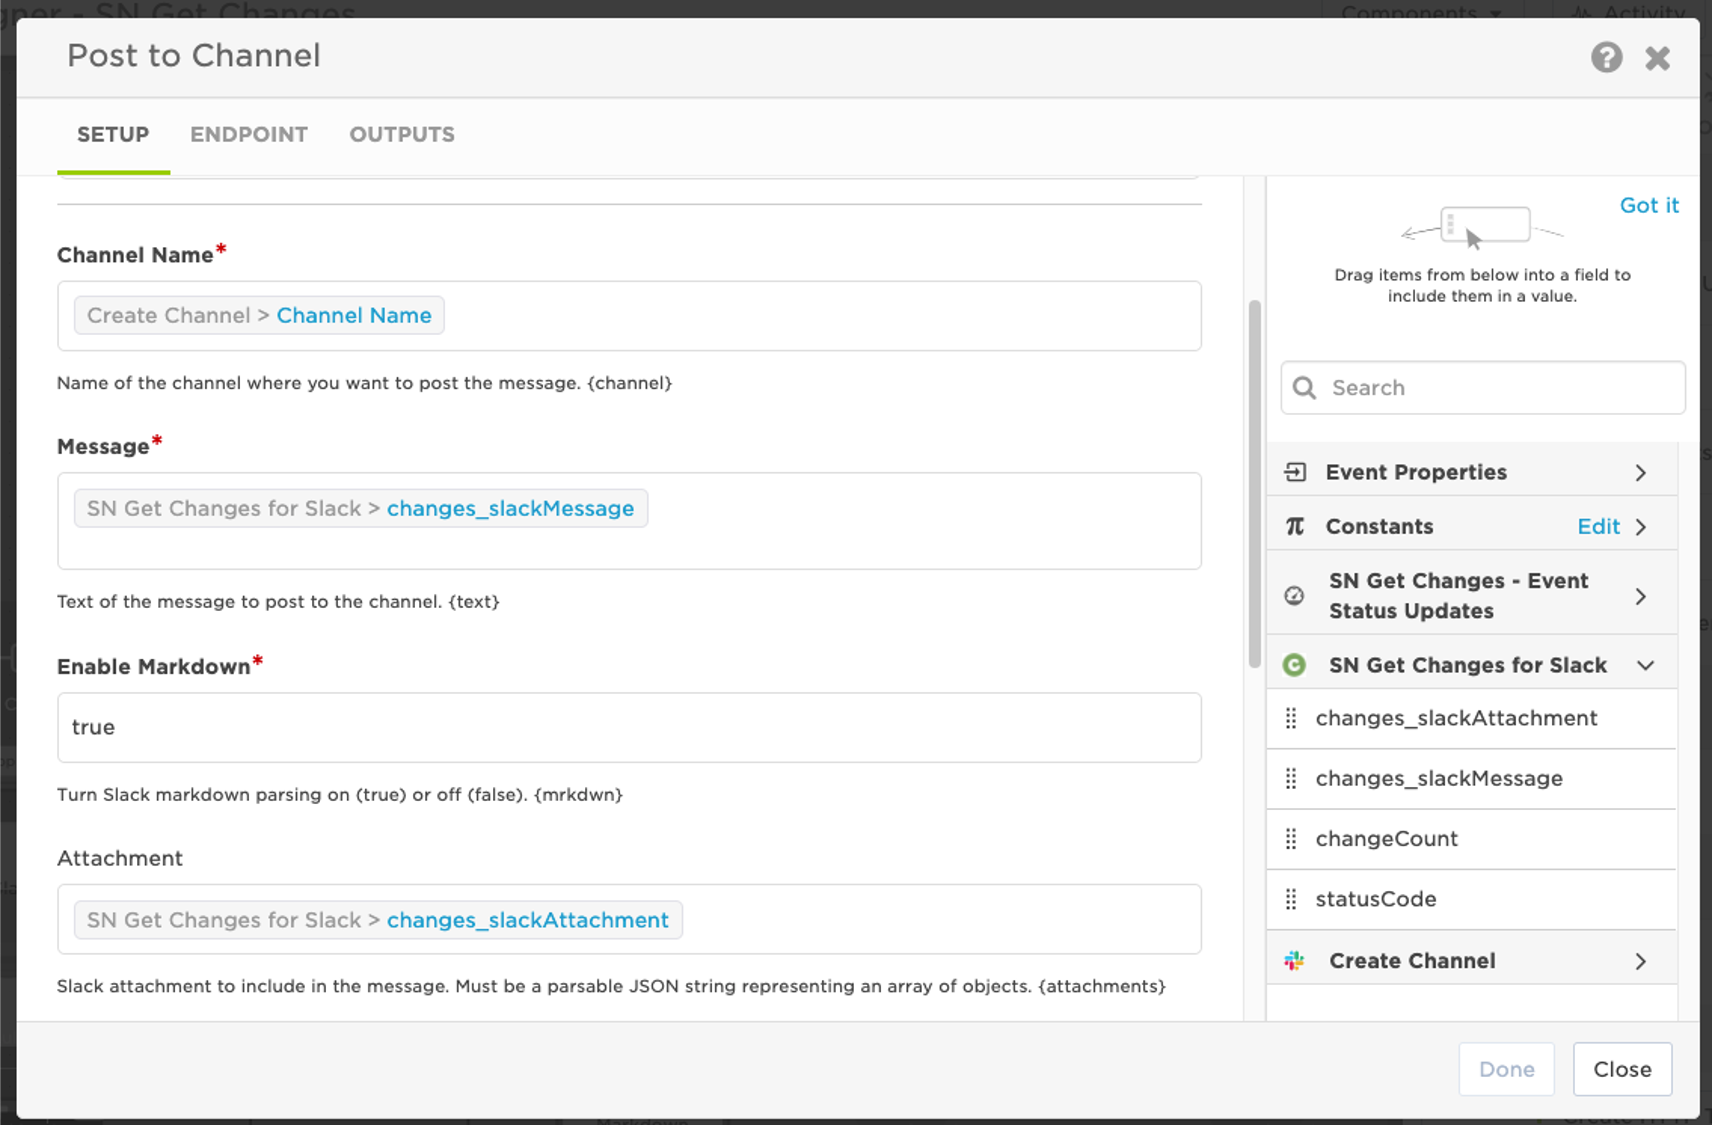 SN Get Changes
Components
Activity
Post to Channel
SETUP
ENDPOINT
OUTPUTS
Got it
Drag items from below into a field to
include them in a value.
Channel Name*
Create Channel > Channel Name
Name of the channel where you want to post the message. {channel}
Message*
SN Get Changes for Slack > changes_slackMessage
Text of the message to post to the channel. {text}
Enable Markdown*
true
Turn Slack markdown parsing on (true) or off (false). {mrkdwn}
Attachment
SN Get Changes for Slack > changes_slackAttachment
Slack attachment to include in the message. Must be a parsable JSON string representing an array of objects. {attachments}
Search
Event Properties
Constants
Edit
SN Get Changes - Event
Status Updates
SN Get Changes for Slack
changes_slackAttachment
changes_slackMessage
changeCount
statusCode
Create Channel
Done
Close